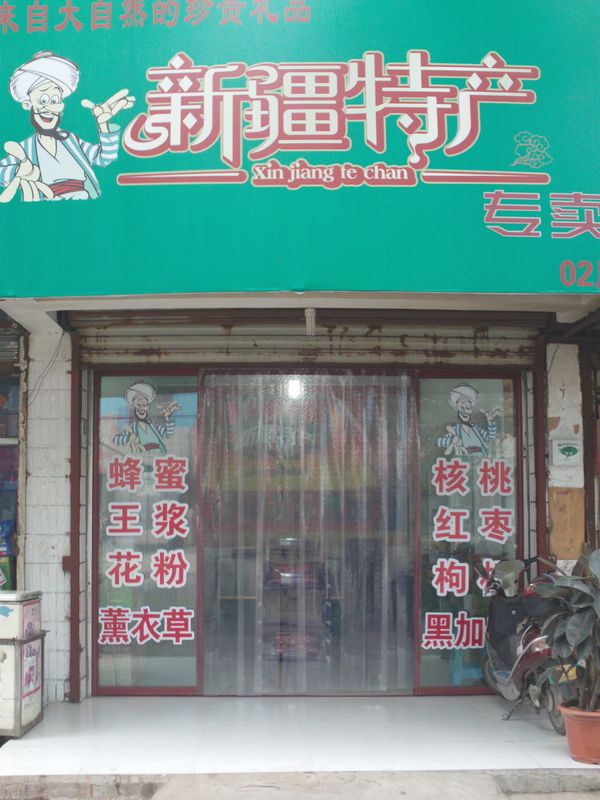 来自大自然的珍贵礼品
新疆特产
Xin jiang te chan
专卖
02
蜂蜜
王浆
花粉
薰衣草
核桃
红枣
枸
黑加